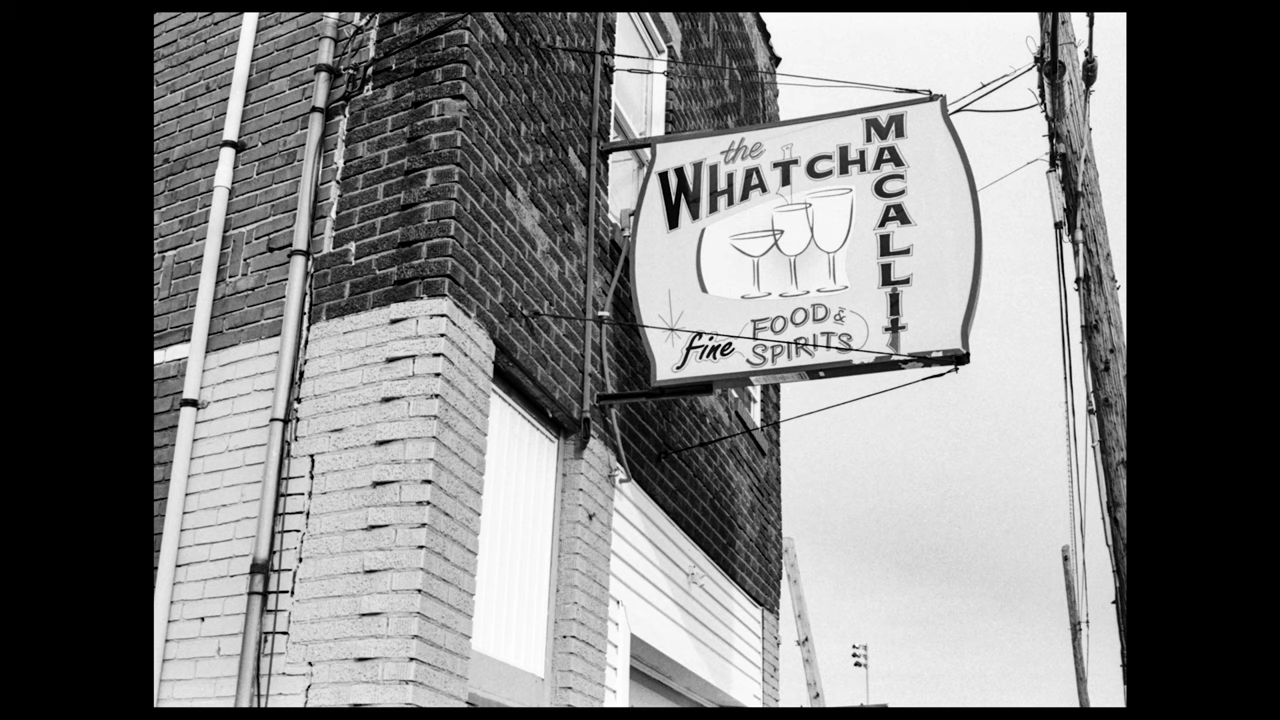 the
WHATCHA
MACALLit
fine
FOOD &
SPIRITS